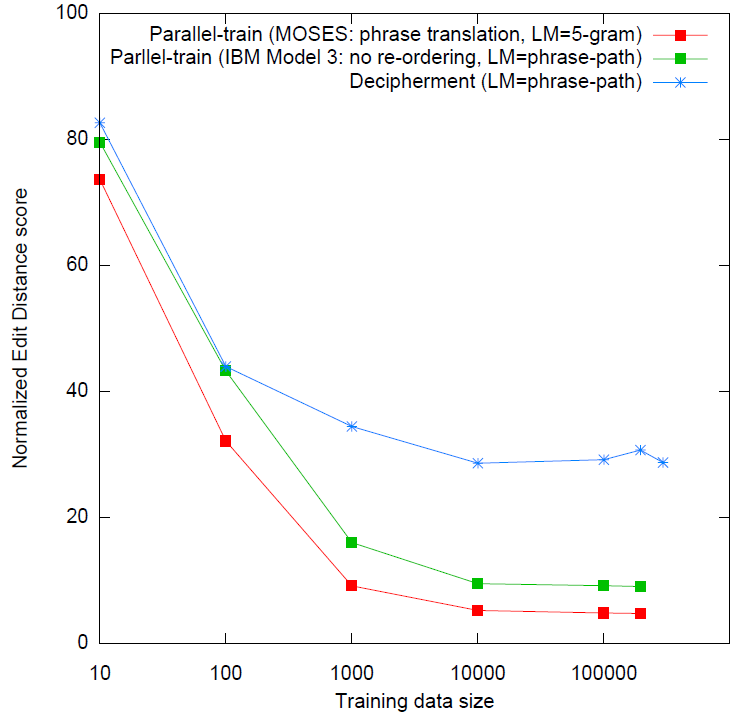 100
Parallel-train (MOSES: phrase translation, LM=5-gram)
Parllel-train (IBM Model 3: no re-ordering, LM=phrase-path)
Decipherment (LM=phrase-path)
80
60
40
20
0
Normalized Edit Distance score
10 100 1000 10000 100000
Training data size